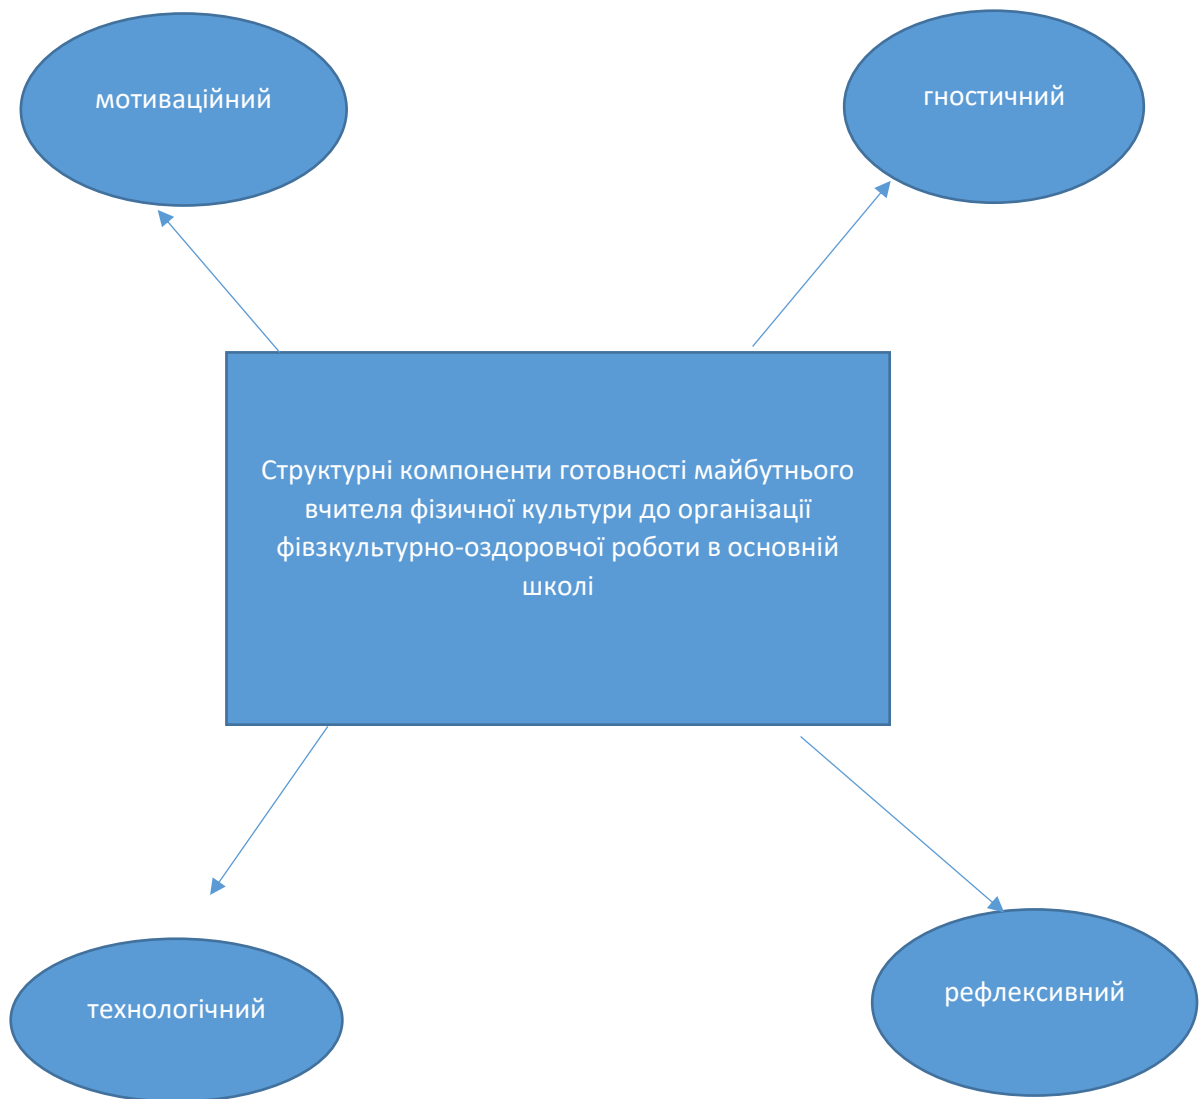 мотиваційний
гностичний
Структурні компоненти готовності майбутнього
вчителя фізичної культури до організації
фівзкультурно-оздоровчої роботи в основній
школі
технологічний
рефлексивний